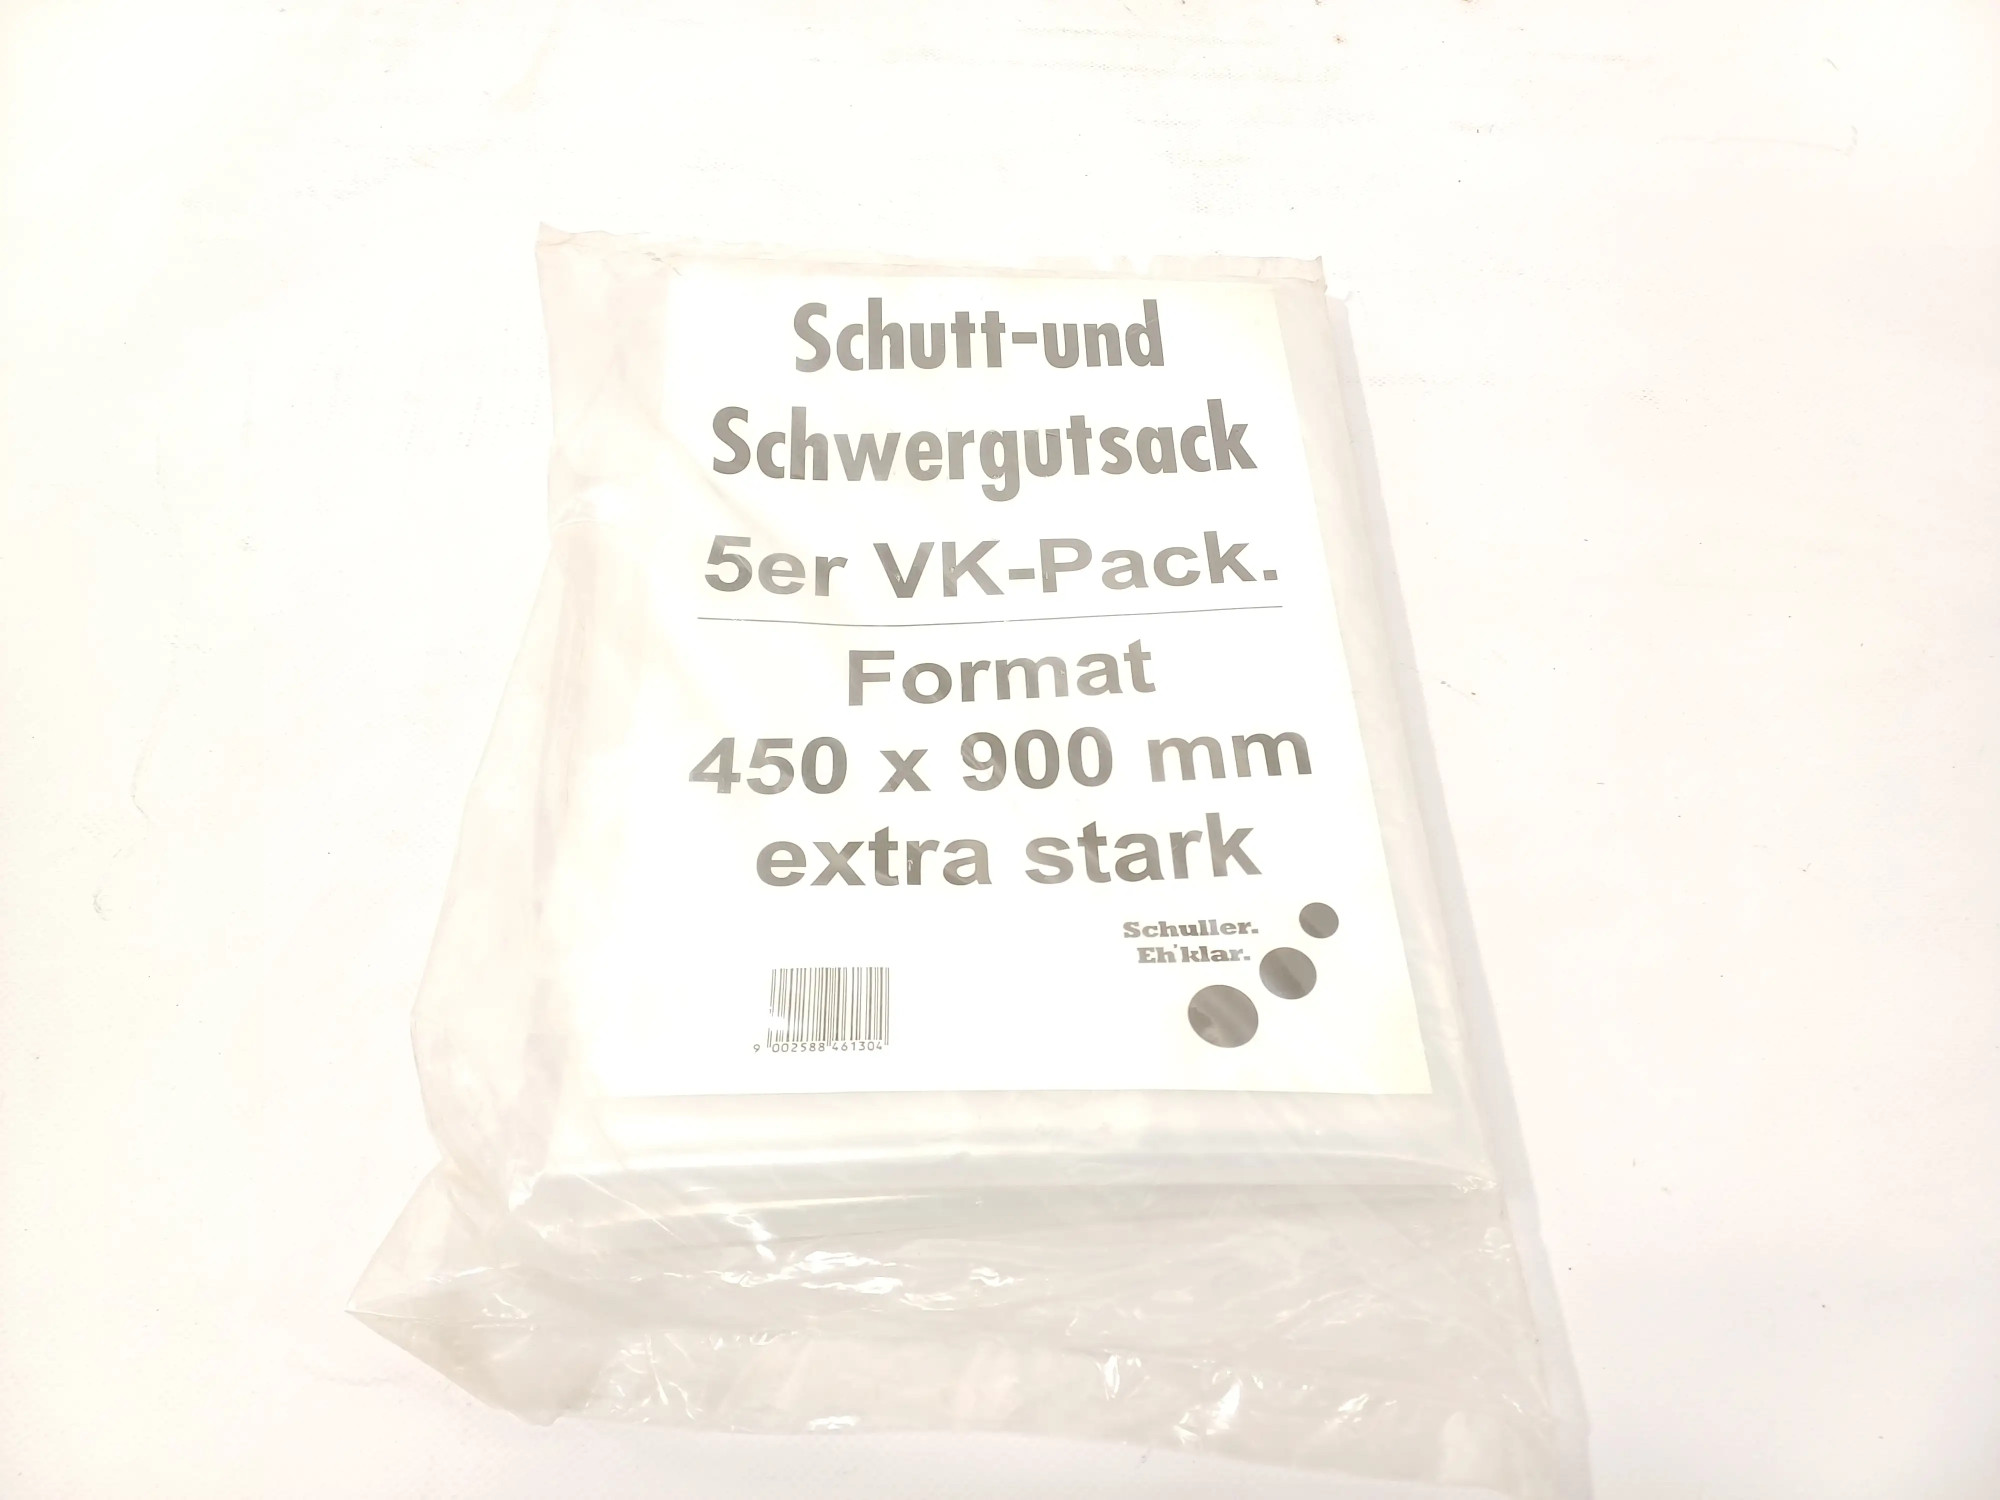 Schutt-und
Schwergutsack
5er VK-Pack.
Format
450 x 900 mm
extra stark
Schuller.
Eh'klar.
9 002588 461304